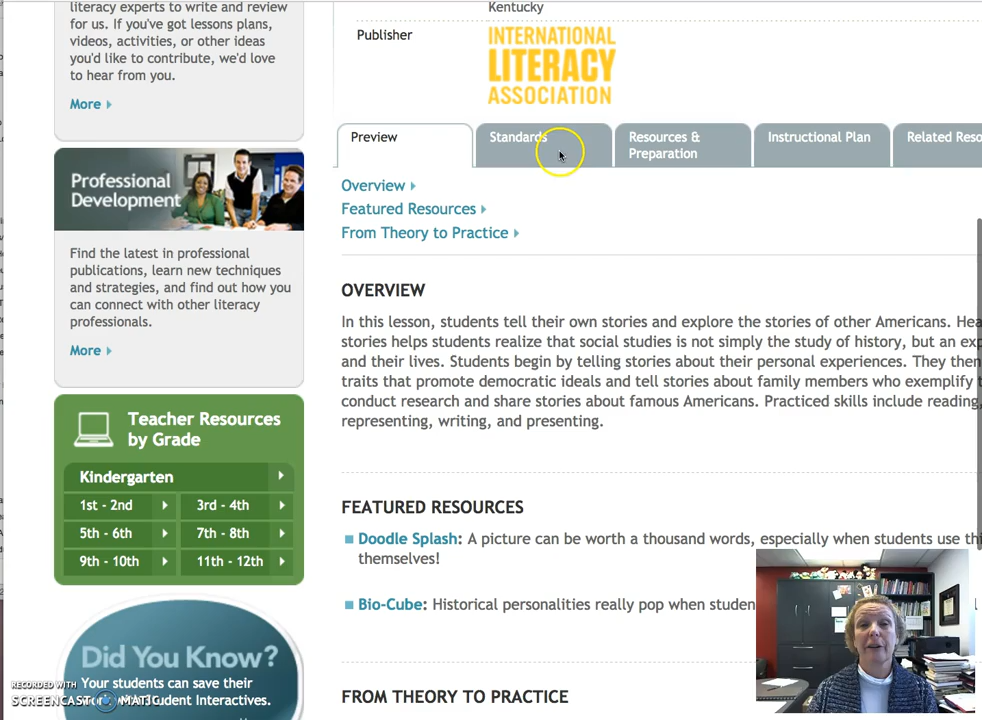 literacy experts to write and review
for us. If you've got lessons plans,
videos, activities, or other ideas
you'd like to contribute, we'd love
to hear from you.
More
Professional
Development
Find the latest in professional
publications, learn new techniques
and strategies, and find out how you
can connect with other literacy
professionals.
More
Teacher Resources
by Grade
Kindergarten
1st - 2nd
3rd - 4th
5th - 6th
7th - 8th
9th - 10th
11th - 12th
Did You Know?
Your students can save their
Student Interactives.
RECORDED WITH
SCREENCAST MATIC
Kentucky
Publisher
INTERNATIONAL
LITERACY
ASSOCIATION
Preview
Standards
Resources &
Preparation
Instructional Plan
Related Reso
Overview
Featured Resources
From Theory to Practice
OVERVIEW
In this lesson, students tell their own stories and explore the stories of other Americans. Hea
stories helps students realize that social studies is not simply the study of history, but an exp
and their lives. Students begin by telling stories about their personal experiences. They then
traits that promote democratic ideals and tell stories about family members who exemplify t
conduct research and share stories about famous Americans. Practiced skills include reading,
representing, writing, and presenting.
FEATURED RESOURCES
Doodle Splash: A picture can be worth a thousand words, especially when students use thi
themselves!
Bio-Cube: Historical personalities really pop when studen
FROM THEORY TO PRACTICE